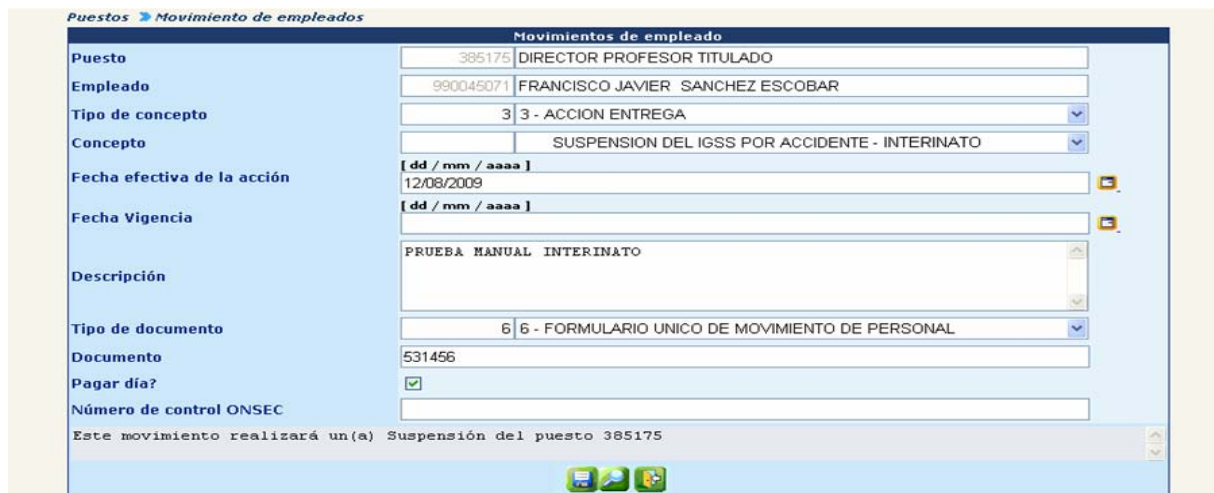 Puestos Movimiento de empleados
Movimientos de empleado
Puesto 385175 DIRECTOR PROFESOR TITULADO
Empleado 990045071 FRANCISCO JAVIER SANCHEZ ESCOBAR
Tipo de concepto 3 3 - ACCION ENTREGA
Concepto SUSPENSION DEL IGSS POR ACCIDENTE - INTERINATO
[ dd / mm / aaaa ]
Fecha efectiva de la acción 12/08/2009
[ dd / mm / aaaa ]
Fecha Vigencia
PRUEBA MANUAL INTERINATO
Descripción
Tipo de documento 6 6 - FORMULARIO UNICO DE MOVIMIENTO DE PERSONAL
Documento 531456
Pagar día?
Número de control ONSEC
Este movimiento realizará un(a) Suspensión del puesto 385175